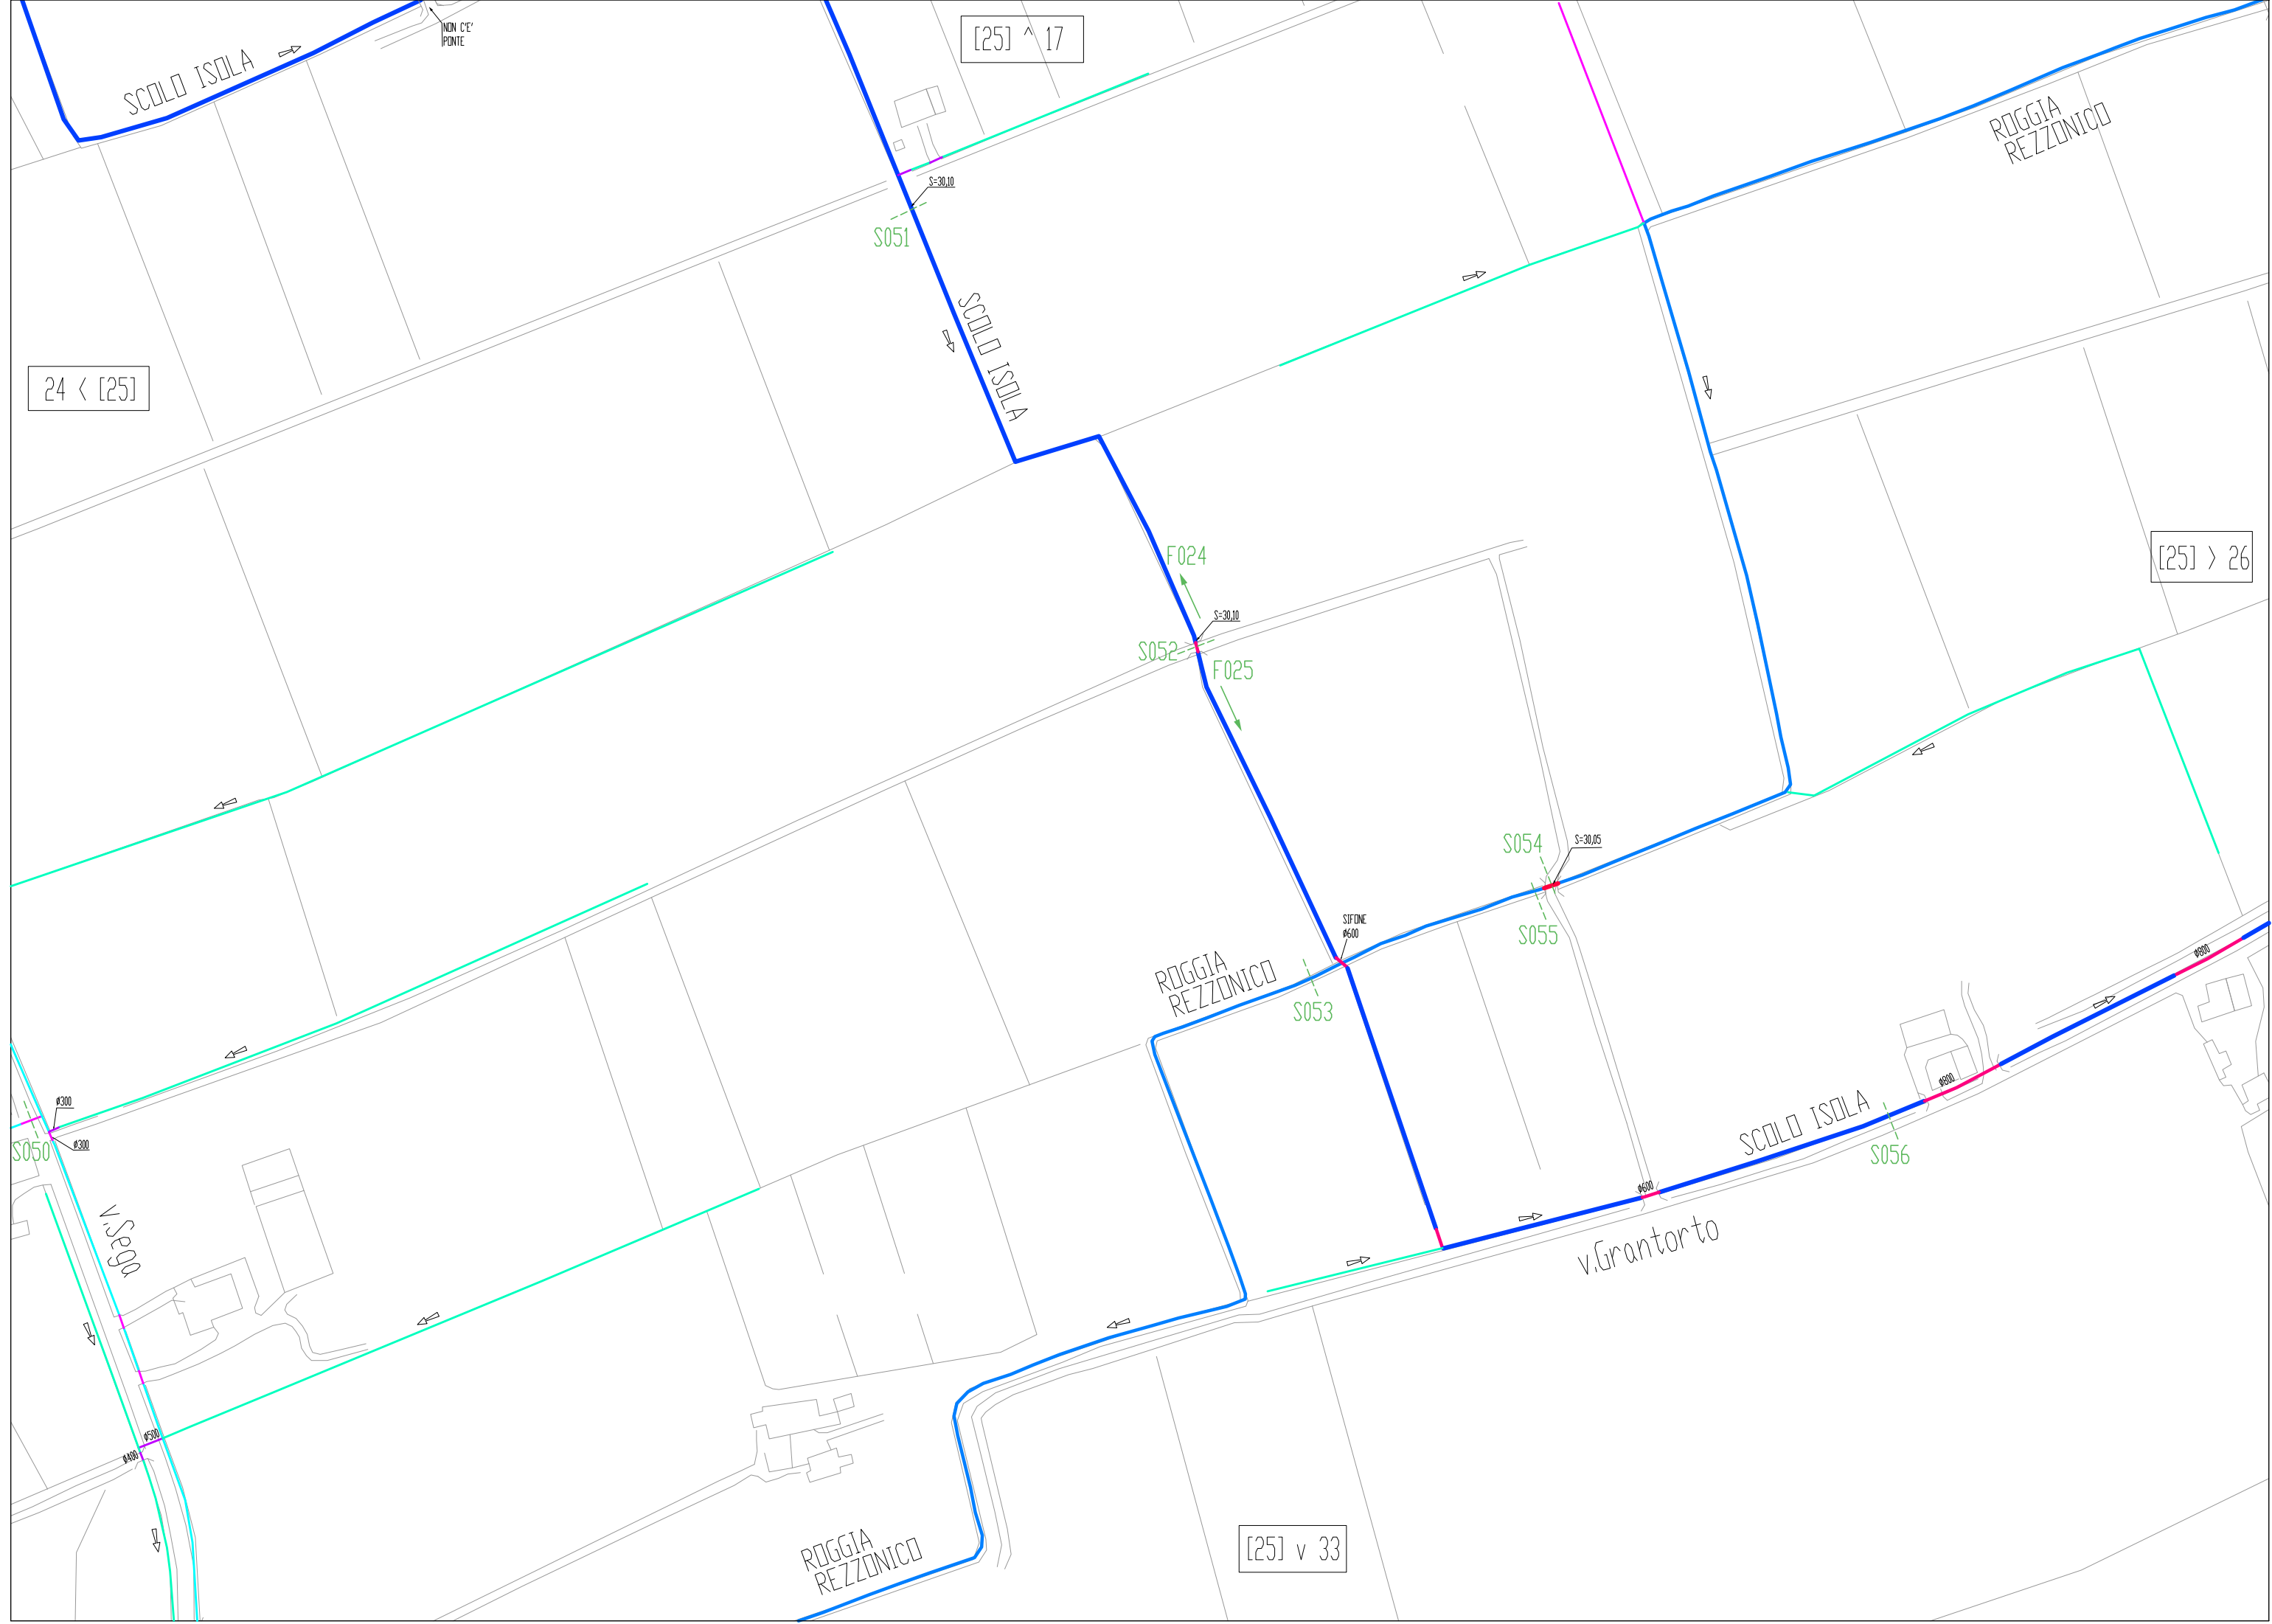 NON C'E'
PONTE
[25] ^ 17
SCOLO ISOLA
ROGGIA
REZZONICO
S=30,10
S051
SCOLO ISOLA
24 < [25]
F024
[25] > 26
S=30,10
S052
F025
S054
S=30,05
SIFONE
ø600
S055
ROGGIA
REZZONICO
ø800
S053
ø300
ø800
S050
ø300
SCOLO ISOLA
S056
ø600
v.Sega
v.Grantorto
ø500
ø400
ROGGIA
REZZONICO
[25] v 33